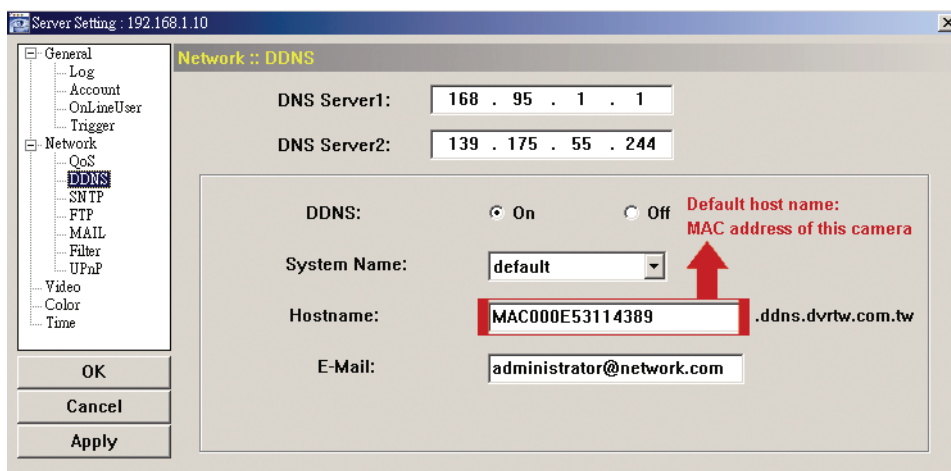 Server Setting : 192.168.1.10
General
Log
Account
OnLineUser
Trigger
Network
QoS
DDNS
SNTP
FTP
MAIL
Filter
UPnP
Video
Color
Time
OK
Cancel
Apply
Network :: DDNS
DNS Server1: 168 . 95 . 1 . 1
DNS Server2: 139 . 175 . 55 . 244
DDNS: On Off
Default host name:
MAC address of this camera
System Name: default
Hostname: MAC000E53114389 .ddns.dvrtw.com.tw
E-Mail: administrator@network.com